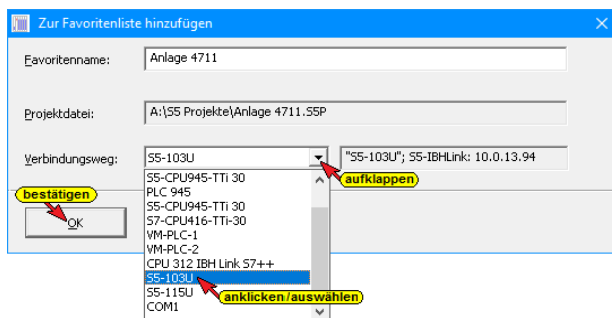 Zur Favoritenliste hinzufügen
Favoritenname:
Anlage 4711
Projektdatei:
A:\S5 Projekte\Anlage 4711.S5P
Verbindungsweg:
S5-103U
"S5-103U"; S5-IBHLink: 10.0.13.94
aufklappen
S5-CPU945-TTi 30
PLC 945
S5-CPU945-TTi 30
S7-CPU416-TTi-30
VM-PLC-1
VM-PLC-2
CPU 312 IBH Link S7++
S5-103U
S5-115U
COM1
anklicken/auswählen
bestätigen
OK